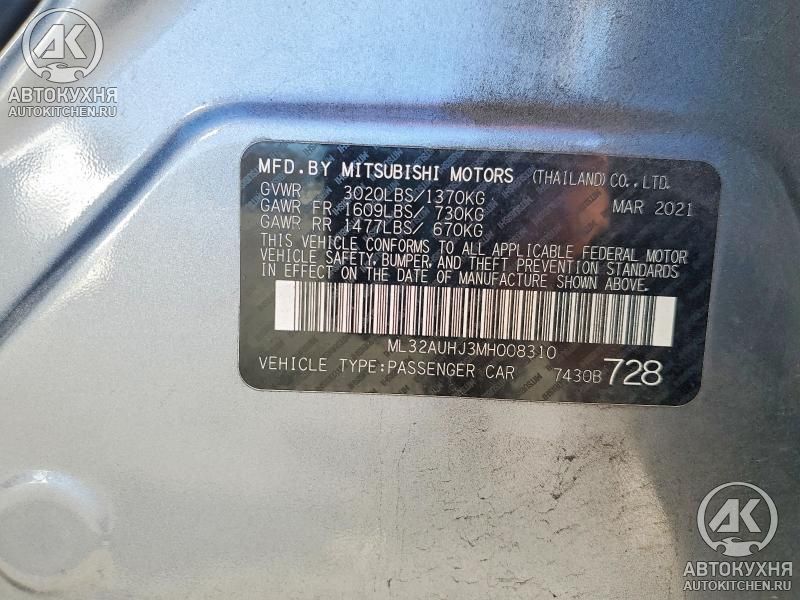 AK
АВТОКУХНЯ
AUTOKITCHEN.RU
MFD.BY MITSUBISHI MOTORS (THAILAND)CO.,LTD.
GVWR 3020LBS/1370KG MAR 2021
GAWR FR 1609LBS/ 730KG
GAWR RR 1477LBS/ 670KG
THIS VEHICLE CONFORMS TO ALL APPLICABLE FEDERAL MOTOR
VEHICLE SAFETY, BUMPER, AND THEFT PREVENTION STANDARDS
IN EFFECT ON THE DATE OF MANUFACTURE SHOWN ABOVE.
ML32AUHJ3MH008310
VEHICLE TYPE:PASSENGER CAR 7430B 728
AK
АВТОКУХНЯ
AUTOKITCHEN.RU